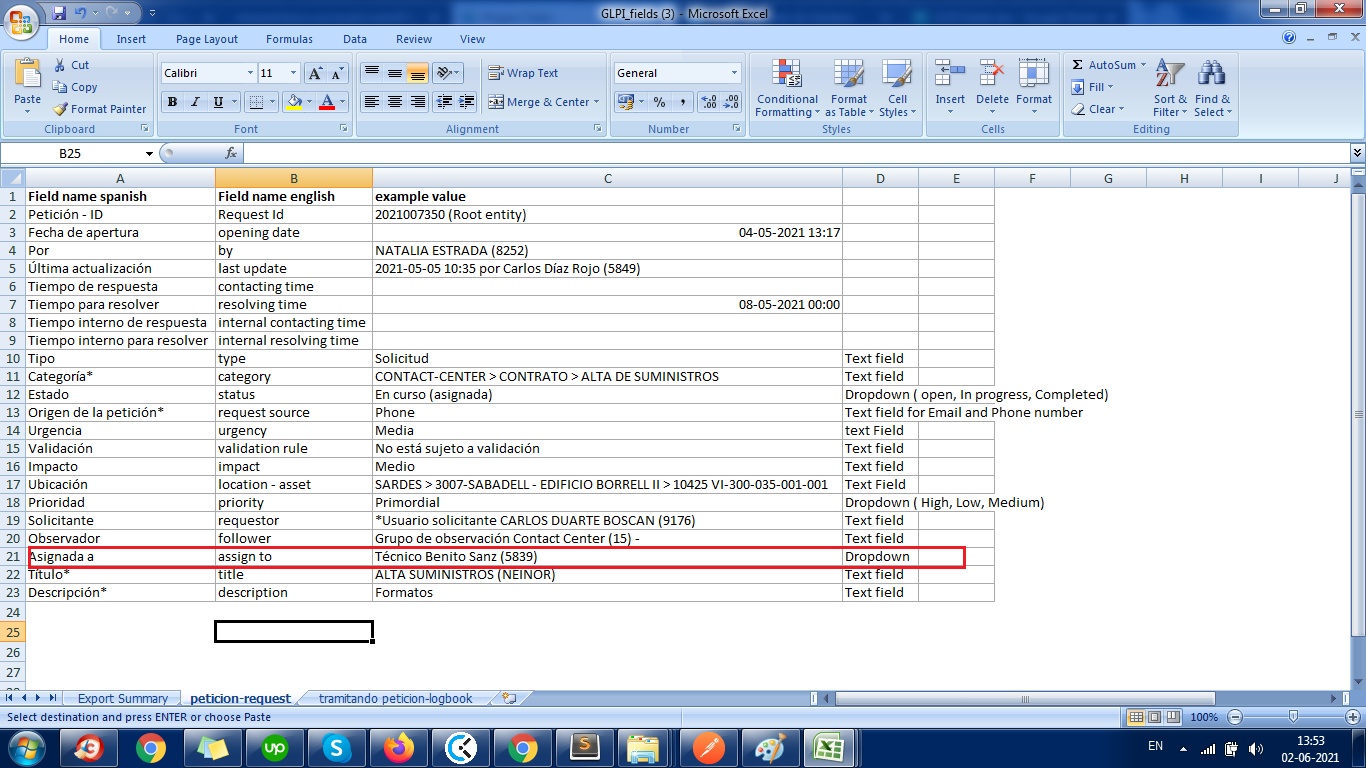 GLPI_fields (3) - Microsoft Excel
Home Insert Page Layout Formulas Data Review View
Paste
Cut
Copy
Format Painter
Clipboard
Calibri 11
B I U
Font
Wrap Text
Merge & Center
Alignment
General
Number
Conditional Formatting
Format as Table
Cell Styles
Styles
Insert Delete Format
Cells
AutoSum
Fill
Clear
Sort & Filter
Find & Select
Editing
B25 fx
A B C D E F G H I J
1 Field name spanish Field name english example value
2 Petición - ID Request Id 2021007350 (Root entity)
3 Fecha de apertura opening date 04-05-2021 13:17
4 Por by NATALIA ESTRADA (8252)
5 Última actualización last update 2021-05-05 10:35 por Carlos Díaz Rojo (5849)
6 Tiempo de respuesta contacting time
7 Tiempo para resolver resolving time 08-05-2021 00:00
8 Tiempo interno de respuesta internal contacting time
9 Tiempo interno para resolver internal resolving time
10 Tipo type Solicitud Text field
11 Categoría* category CONTACT-CENTER > CONTRATO > ALTA DE SUMINISTROS Text field
12 Estado status En curso (asignada) Dropdown ( open, In progress, Completed)
13 Origen de la petición* request source Phone Text field for Email and Phone number
14 Urgencia urgency Media text Field
15 Validación validation rule No está sujeto a validación Text field
16 Impacto impact Medio Text field
17 Ubicación location - asset SARDES > 3007-SABADELL - EDIFICIO BORRELL II > 10425 VI-300-035-001-001 Text Field
18 Prioridad priority Primordial Dropdown ( High, Low, Medium)
19 Solicitante requestor *Usuario solicitante CARLOS DUARTE BOSCAN (9176) Text field
20 Observador follower Grupo de observación Contact Center (15) - Text field
21 Asignada a assign to Técnico Benito Sanz (5839) Dropdown
22 Título* title ALTA SUMINISTROS (NEINOR) Text field
23 Descripción* description Formatos Text field
24
25
26
27
Export Summary peticion-request tramitando peticion-logbook
Select destination and press ENTER or choose Paste 100%
EN 13:53
02-06-2021